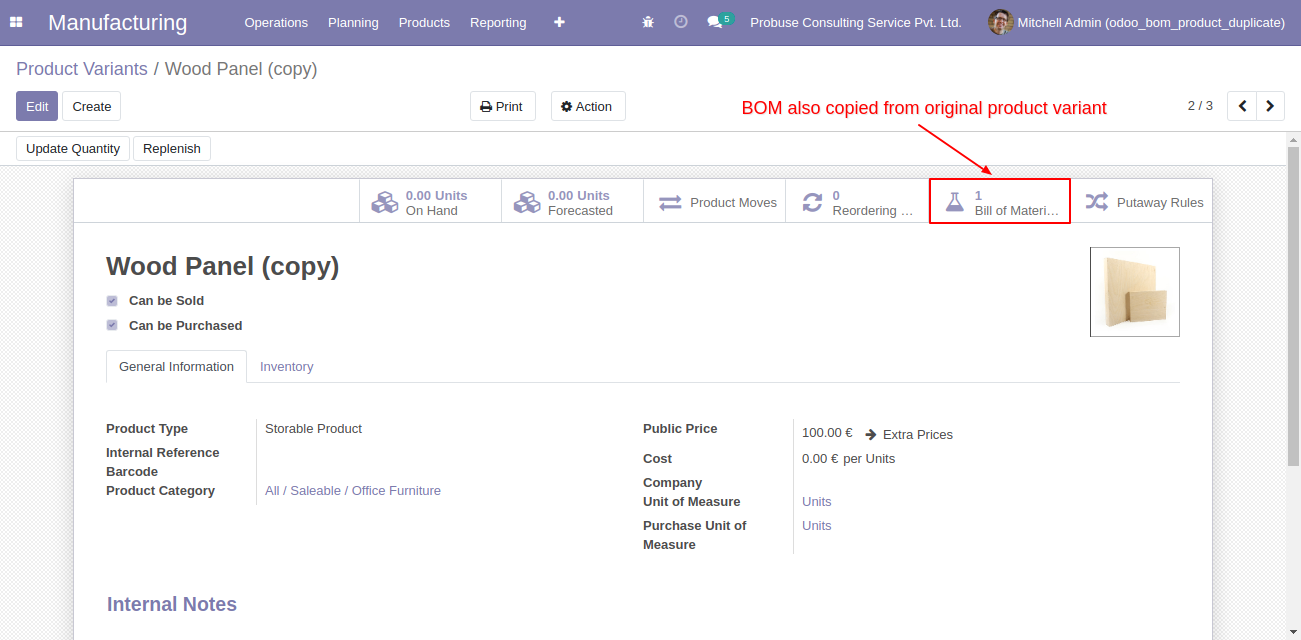 Manufacturing Operations Planning Products Reporting 5 Probuse Consulting Service Pvt. Ltd. Mitchell Admin (odoo_bom_product_duplicate)
Product Variants / Wood Panel (copy)
Edit Create Print Action 2 / 3
BOM also copied from original product variant
Update Quantity Replenish
0.00 Units
On Hand
0.00 Units
Forecasted
Product Moves
0
Reordering ...
1
Bill of Materi...
Putaway Rules
Wood Panel (copy)
Can be Sold
Can be Purchased
General Information Inventory
Product Type Storable Product
Internal Reference
Barcode
Product Category All / Saleable / Office Furniture
Public Price 100.00 € Extra Prices
Cost 0.00 € per Units
Company
Unit of Measure Units
Purchase Unit of Units
Measure
Internal Notes